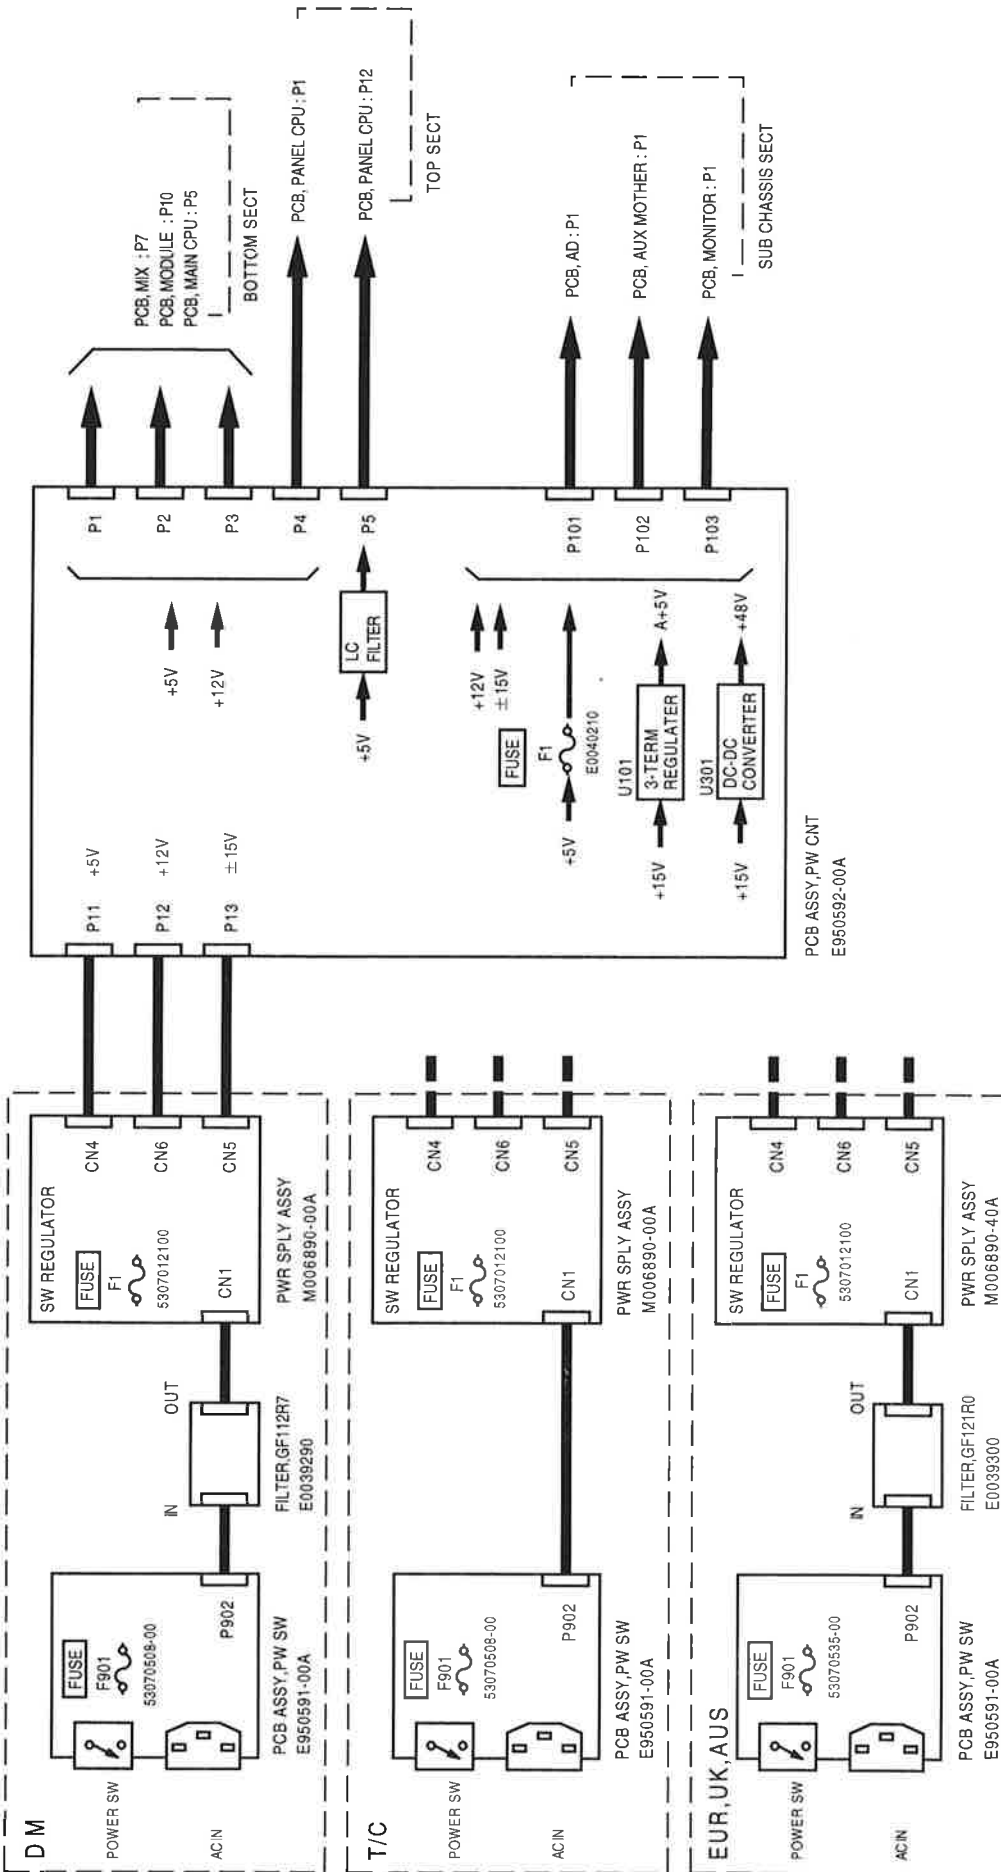 DM
POWER SW
ACIN
FUSE
F901
53070508-00
P902
PCB ASSY,PW SW
E950591-00A
IN
OUT
FILTER,GF112R7
E0039290
SW REGULATOR
FUSE
F1
5307012100
CN1
CN4
CN6
CN5
PWR SPLY ASSY
M006890-00A
T/C
POWER SW
ACIN
FUSE
F901
53070508-00
P902
PCB ASSY,PW SW
E950591-00A
SW REGULATOR
FUSE
F1
5307012100
CN1
CN4
CN6
CN5
PWR SPLY ASSY
M006890-00A
EUR,UK,AUS
POWER SW
ACIN
FUSE
F901
53070535-00
P902
PCB ASSY,PW SW
E950591-00A
IN
OUT
FILTER,GF121R0
E0039300
SW REGULATOR
FUSE
F1
5307012100
CN1
CN4
CN6
CN5
PWR SPLY ASSY
M006890-40A
P11
+5V
P12
+12V
P13
±15V
+5V
+12V
+5V
LC
FILTER
+12V
±15V
FUSE
F1
+5V
E0040210
U101
+15V
3-TERM
REGULATER
A+5V
U301
+15V
DC-DC
CONVERTER
+48V
P1
P2
P3
P4
P5
P101
P102
P103
PCB ASSY,PW CNT
E950592-00A
PCB, MIX : P7
PCB, MODULE : P10
PCB, MAIN CPU : P5
BOTTOM SECT
PCB, PANEL CPU : P1
PCB, PANEL CPU : P12
TOP SECT
PCB, AD : P1
PCB, AUX MOTHER : P1
PCB, MONITOR : P1
SUB CHASSIS SECT